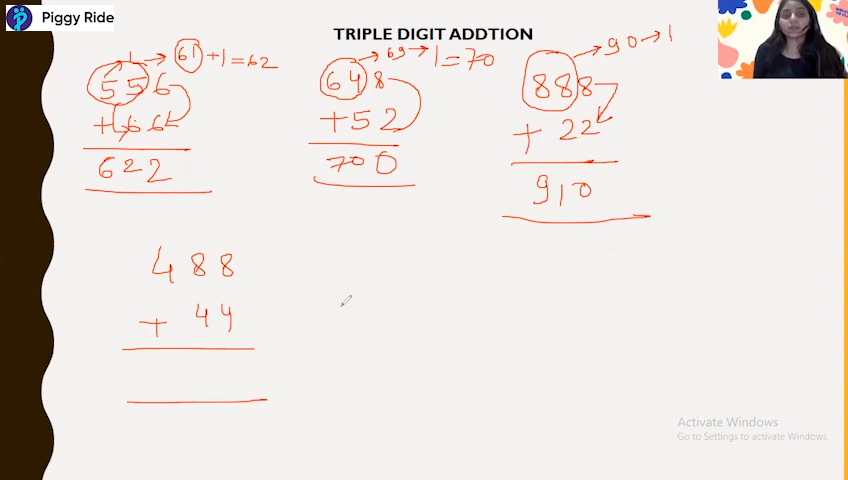 Piggy Ride
TRIPLE DIGIT ADDTION
1 → 61 +1=62
556
+66
622
→ 69 → 1=70
648
+52
700
→ 90 → 1
888
+ 22
910
488
+ 44
Activate Windows
Go to Settings to activate Windows.